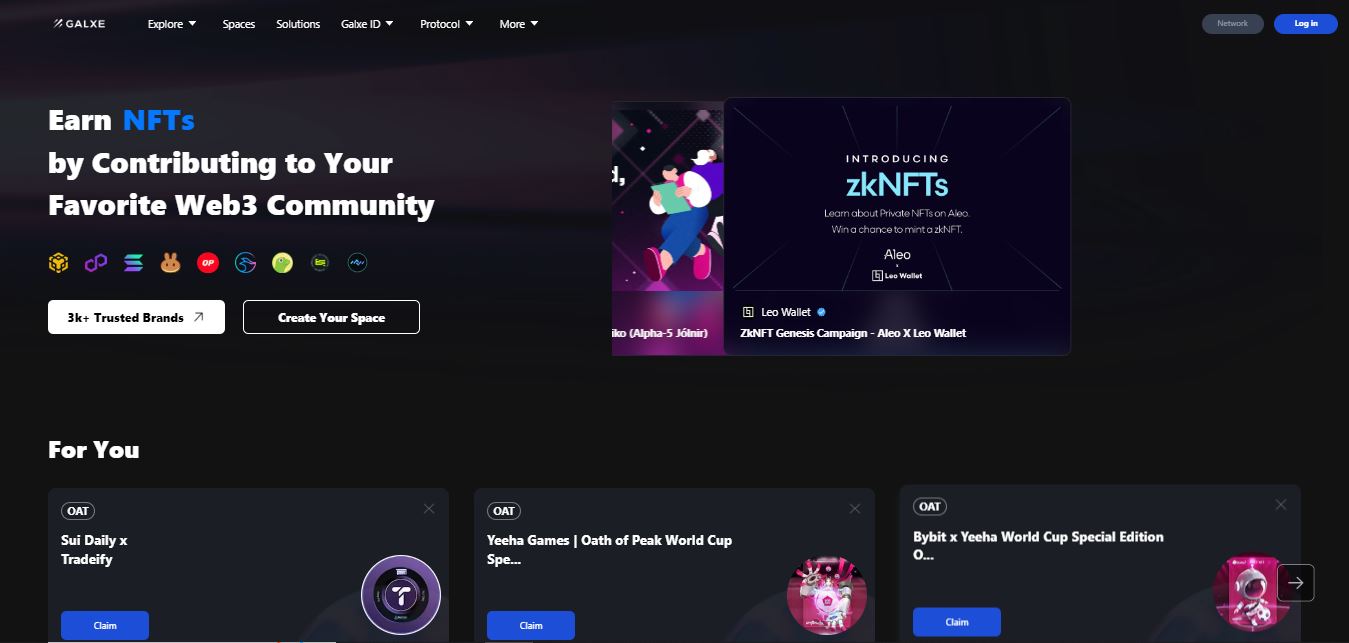 GALXE
Explore
Spaces
Solutions
Galxe ID
Protocol
More
Network
Log in
Earn NFTs
by Contributing to Your
Favorite Web3 Community
OP
3k+ Trusted Brands
Create Your Space
d,
iko (Alpha-5 Jólnir)
INTRODUCING
zkNFTs
Learn about Private NFTs on Aleo.
Win a chance to mint a zkNFT.
Aleo
x
Leo Wallet
Leo Wallet
ZkNFT Genesis Campaign - Aleo X Leo Wallet
For You
OAT
Sui Daily x
Tradeify
Claim
OAT
Yeeha Games | Oath of Peak World Cup
Spe...
Claim
OAT
Bybit x Yeeha World Cup Special Edition
O...
Claim